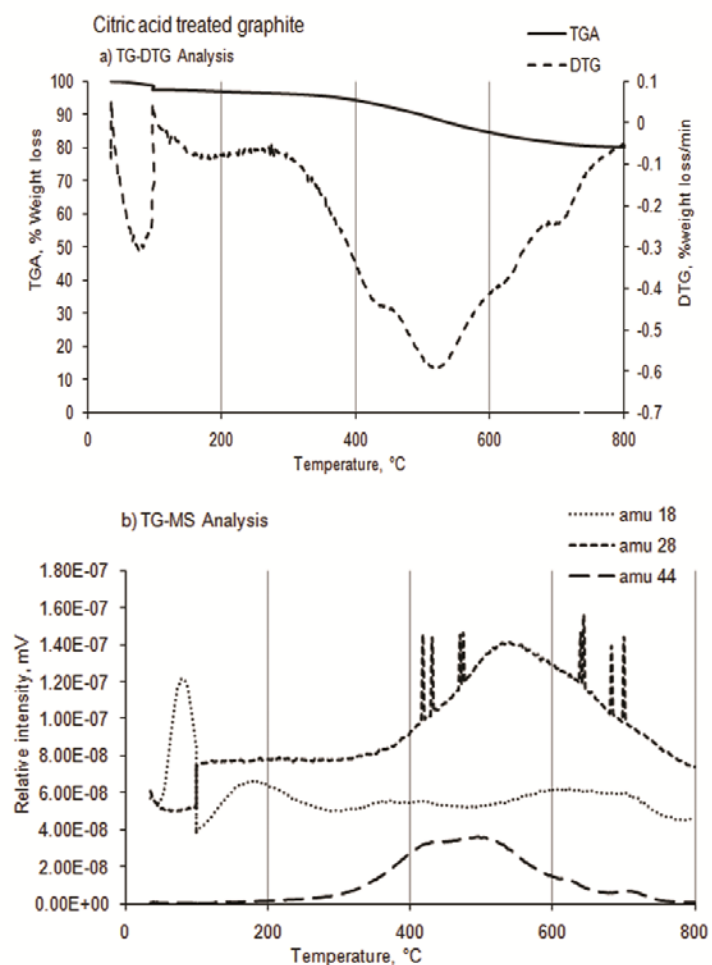 Citric acid treated graphite
a) TG-DTG Analysis
TGA
DTG
100
90
80
70
60
50
40
30
20
10
0
TGA, % Weight loss
0.1
0
-0.1
-0.2
-0.3
-0.4
-0.5
-0.6
-0.7
DTG, %weight loss/min
0 200 400 600 800
Temperature, °C
b) TG-MS Analysis
amu 18
amu 28
amu 44
1.80E-07
1.60E-07
1.40E-07
1.20E-07
1.00E-07
8.00E-08
6.00E-08
4.00E-08
2.00E-08
0.00E+00
Relative intensity, mV
0 200 400 600 800
Temperature, °C